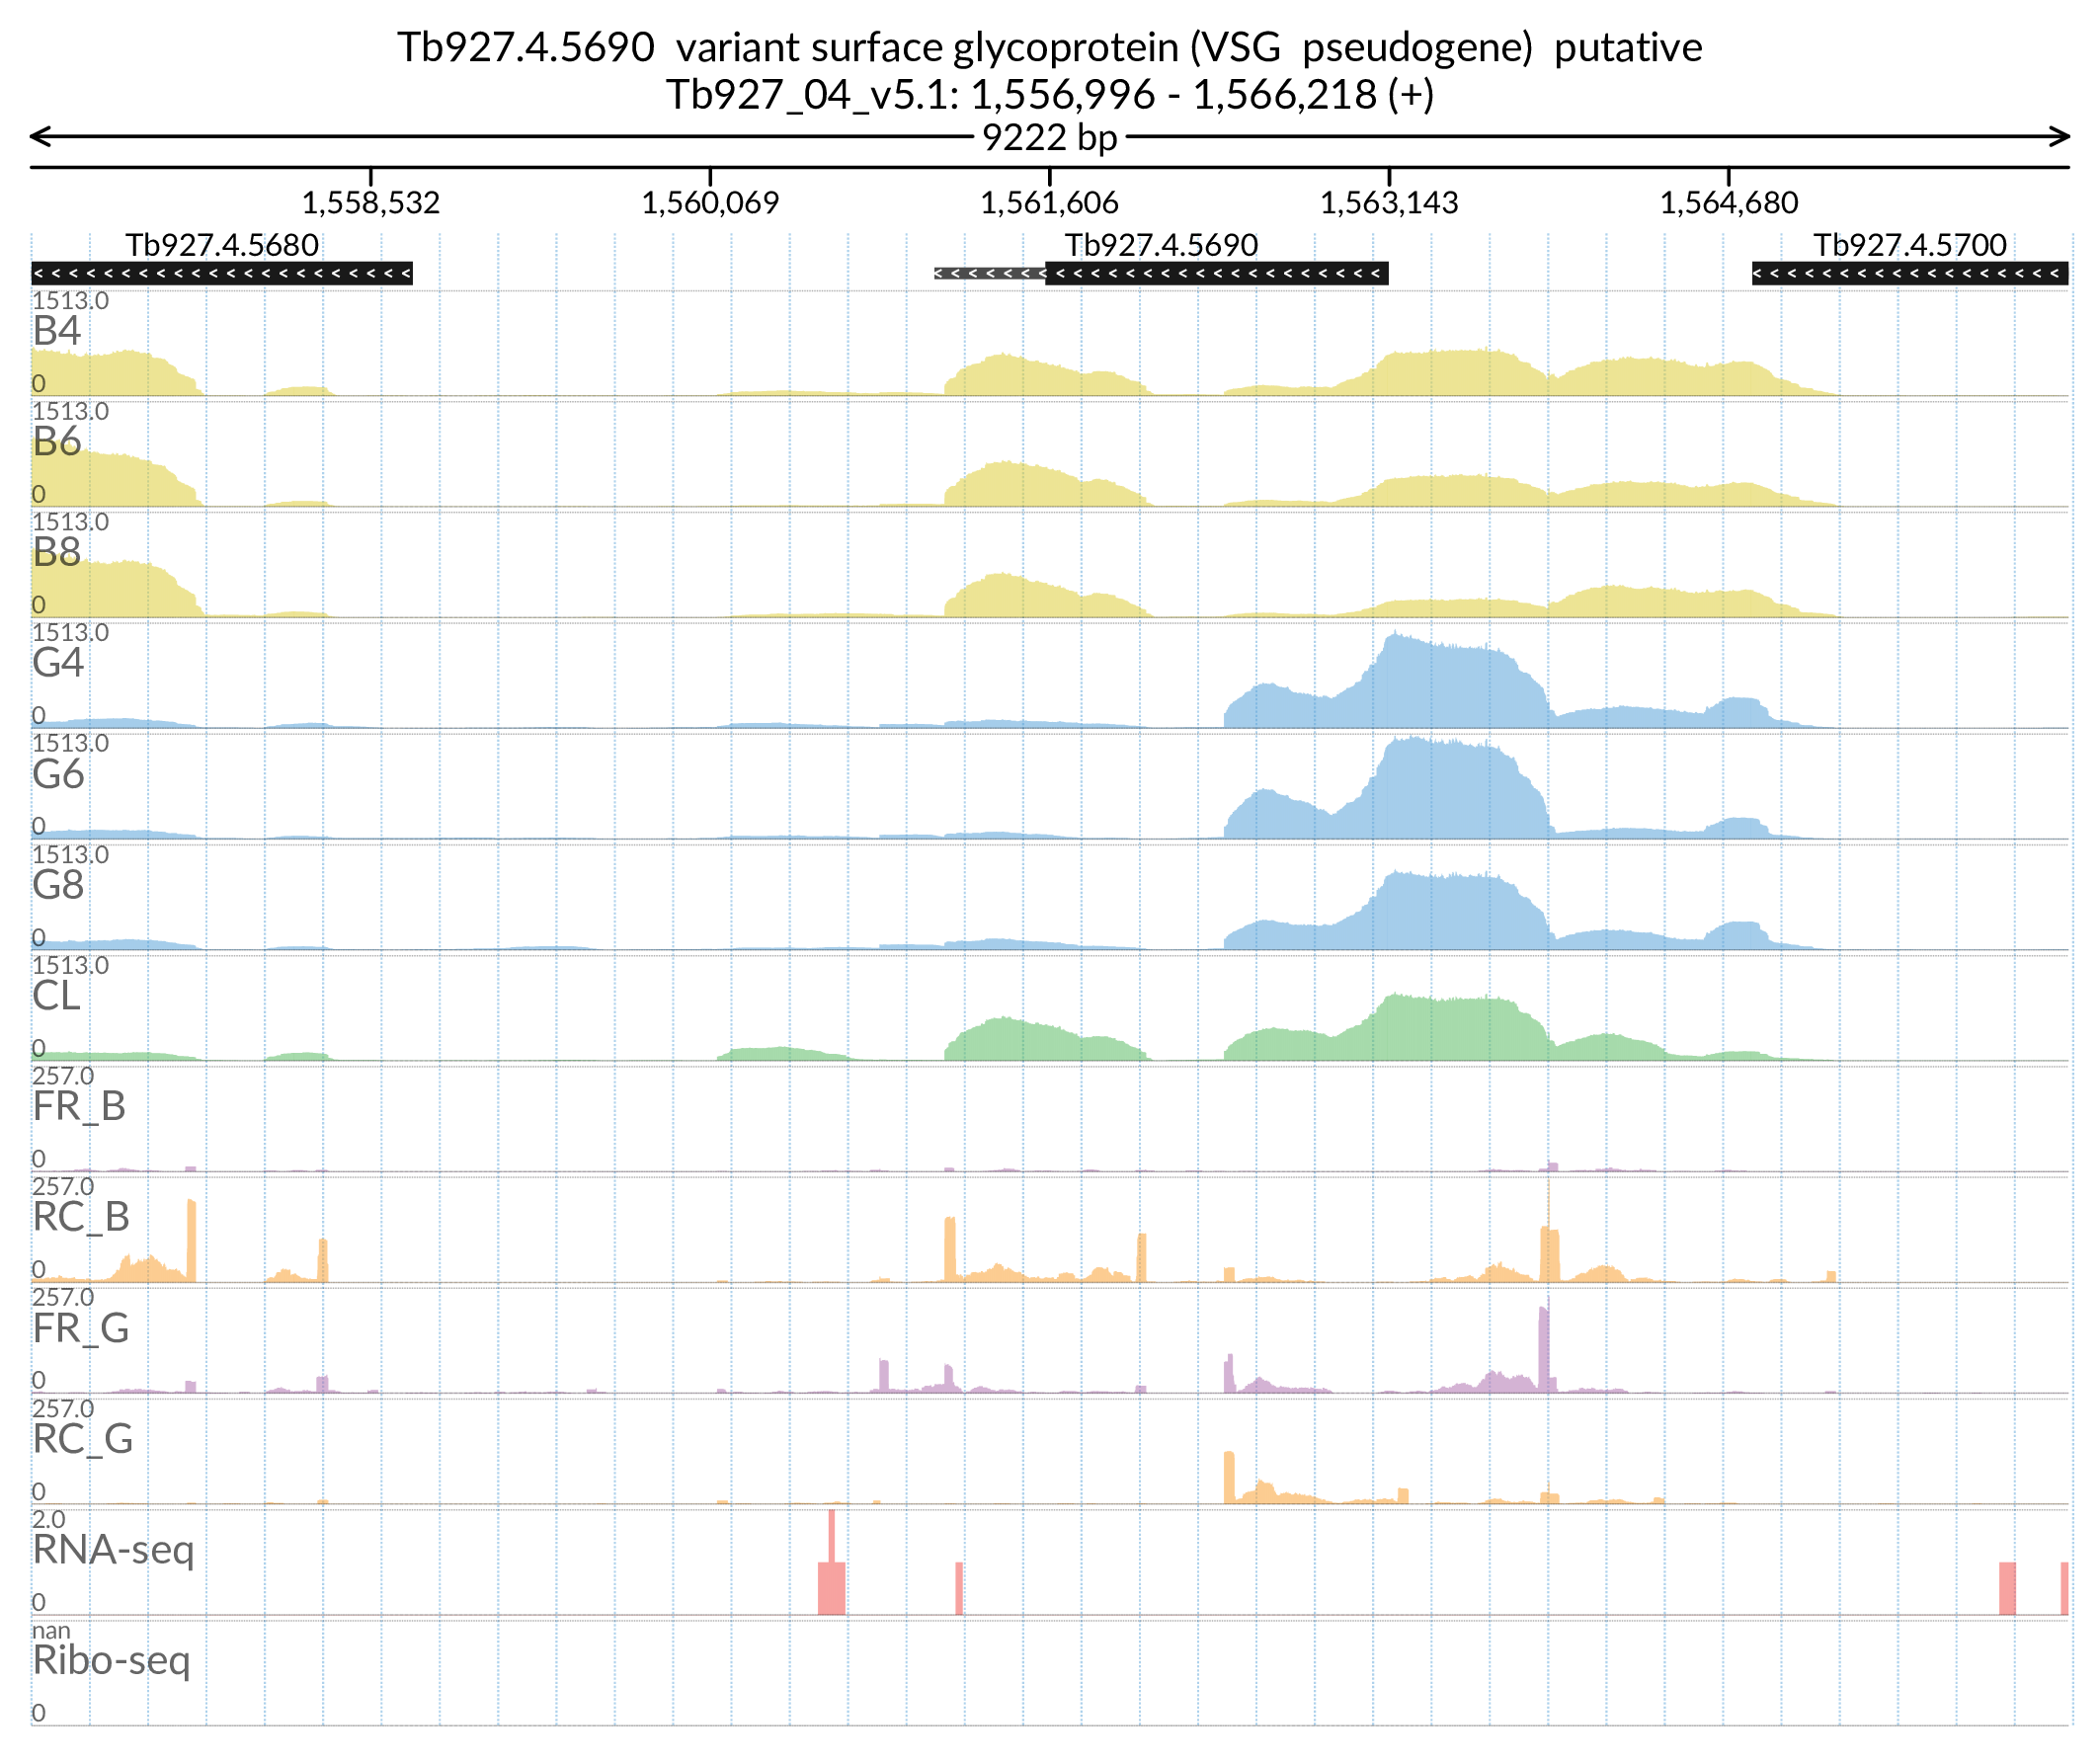 Tb927.4.5690 variant surface glycoprotein (VSG pseudogene) putative
Tb927_04_v5.1: 1,556,996 - 1,566,218 (+)
9222 bp
1,558,532 1,560,069 1,561,606 1,563,143 1,564,680
Tb927.4.5680 Tb927.4.5690 Tb927.4.5700
1513.0
B4
0
1513.0
B6
0
1513.0
B8
0
1513.0
G4
0
1513.0
G6
0
1513.0
G8
0
1513.0
CL
0
257.0
FR_B
0
257.0
RC_B
0
257.0
FR_G
0
257.0
RC_G
0
2.0
RNA-seq
0
nan
Ribo-seq
0